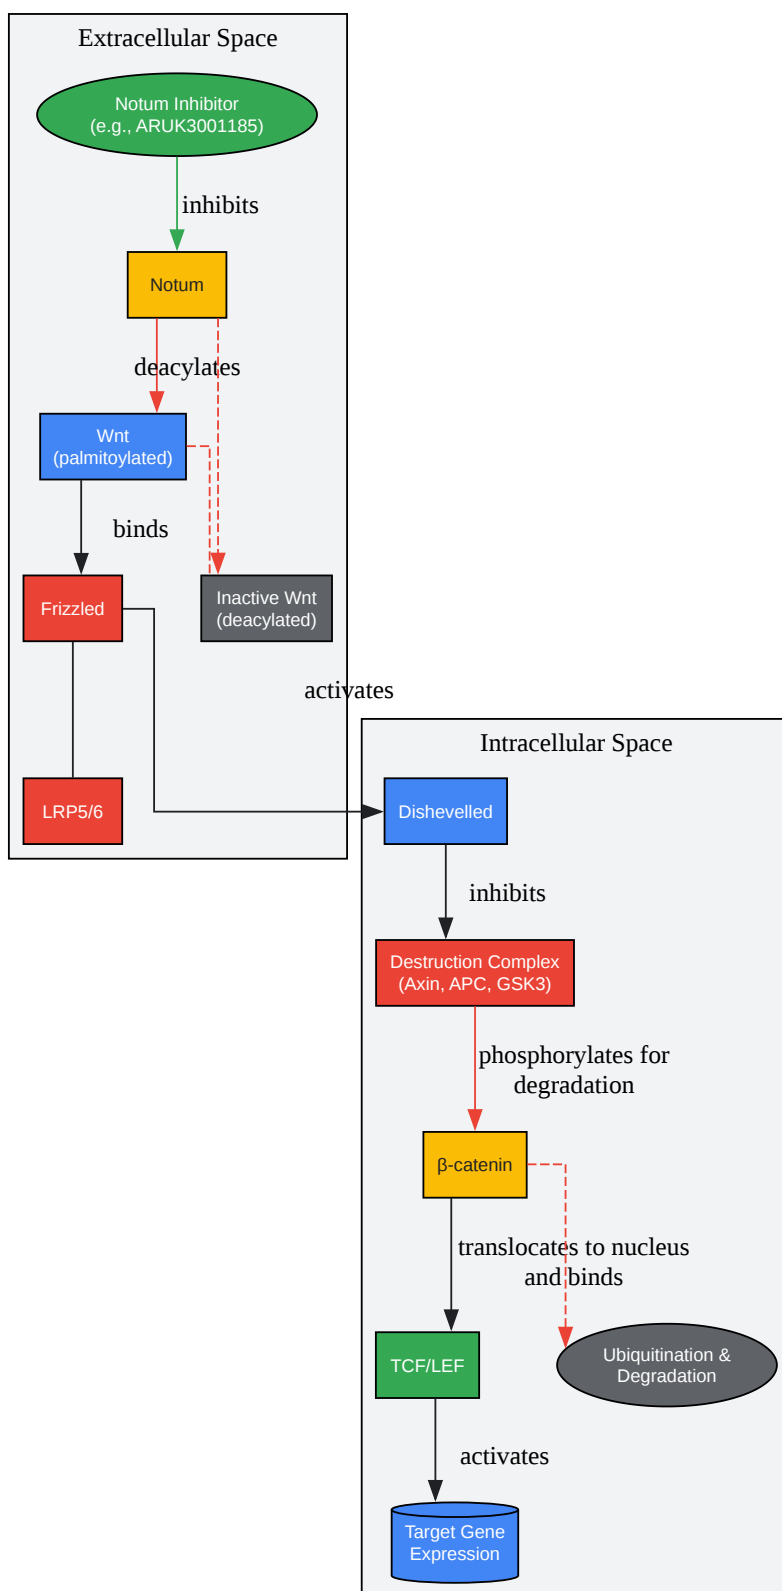 Extracellular Space
Notum Inhibitor
(e.g., ARUK3001185)
inhibits
Notum
deacylates
Wnt
(palmitoylated)
binds
Frizzled
Inactive Wnt
(deacylated)
activates
LRP5/6
Intracellular Space
Dishevelled
inhibits
Destruction Complex
(Axin, APC, GSK3)
phosphorylates for
degradation
β-catenin
translocates to nucleus
and binds
TCF/LEF
Ubiquitination &
Degradation
activates
Target Gene
Expression